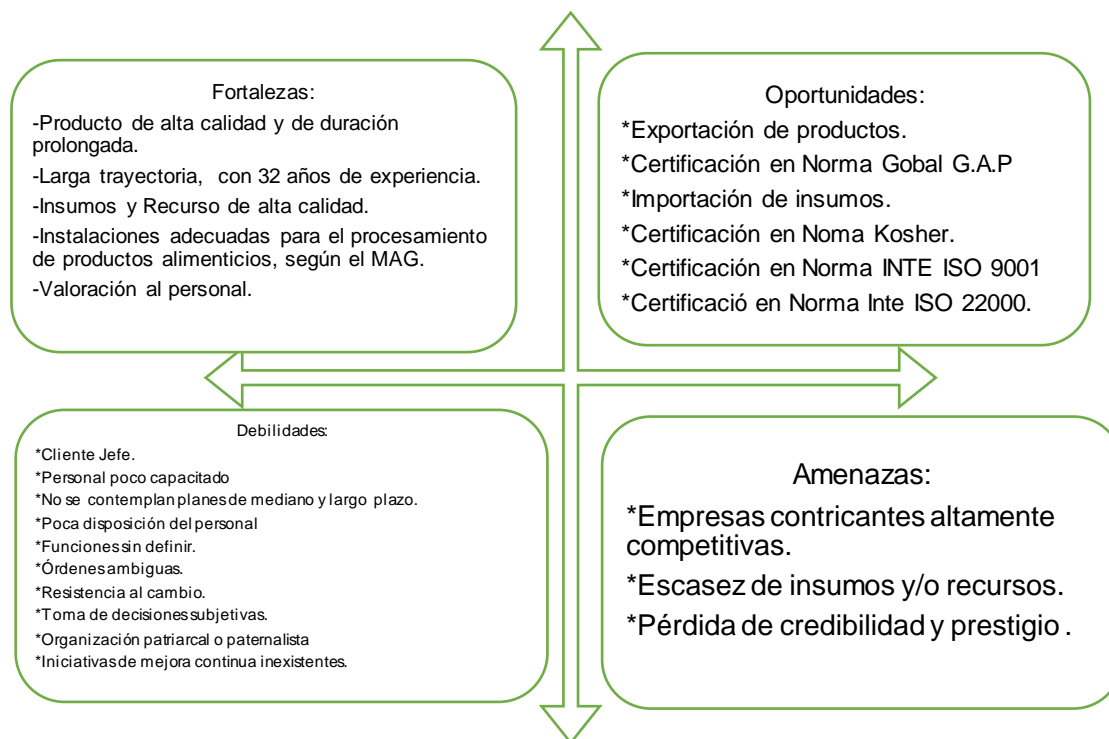 Fortalezas:
-Producto de alta calidad y de duración
prolongada.
-Larga trayectoria, con 32 años de experiencia.
-Insumos y Recurso de alta calidad.
-Instalaciones adecuadas para el procesamiento
de productos alimenticios, según el MAG.
-Valoración al personal.
Oportunidades:
*Exportación de productos.
*Certificación en Norma Gobal G.A.P
*Importación de insumos.
*Certificación en Noma Kosher.
*Certificación en Norma INTE ISO 9001
*Certificació en Norma Inte ISO 22000.
Debilidades:
*Cliente Jefe.
*Personal poco capacitado
*No se contemplan planes de mediano y largo plazo.
*Poca disposición del personal
*Funciones sin definir.
*Órdenes ambiguas.
*Resistencia al cambio.
*Toma de decisiones subjetivas.
*Organización patriarcal o paternalista
*Iniciativas de mejora continua inexistentes.
Amenazas:
*Empresas contricantes altamente
competitivas.
*Escasez de insumos y/o recursos.
*Pérdida de credibilidad y prestigio .